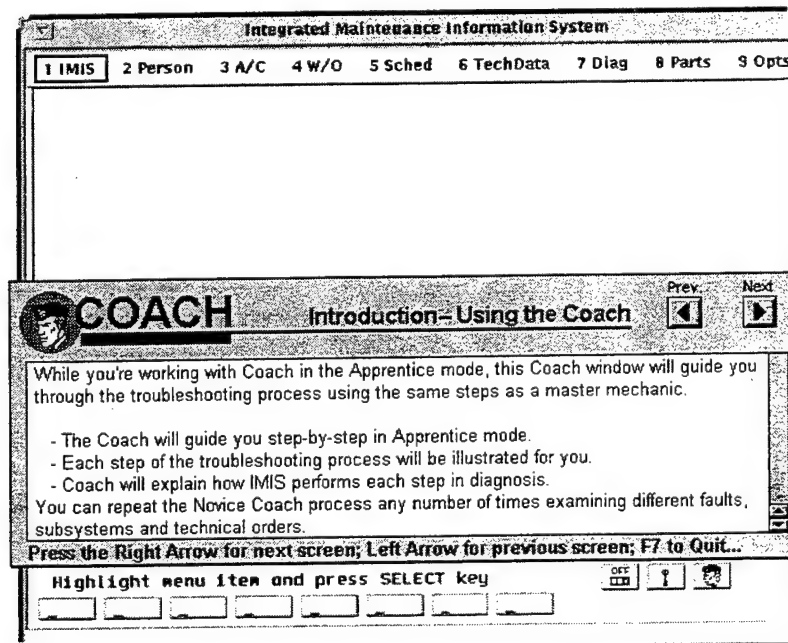 Integrated Maintenance Information System
1 IMIS 2 Person 3 A/C 4 W/O 5 Sched 6 TechData 7 Diag 8 Parts 9 Opts
Prev. Next
COACH Introduction – Using the Coach
While you're working with Coach in the Apprentice mode, this Coach window will guide you
through the troubleshooting process using the same steps as a master mechanic.
- The Coach will guide you step-by-step in Apprentice mode.
- Each step of the troubleshooting process will be illustrated for you.
- Coach will explain how IMIS performs each step in diagnosis.
You can repeat the Novice Coach process any number of times examining different faults,
subsystems and technical orders.
Press the Right Arrow for next screen; Left Arrow for previous screen; F7 to Quit...
Highlight menu item and press SELECT key
OFF